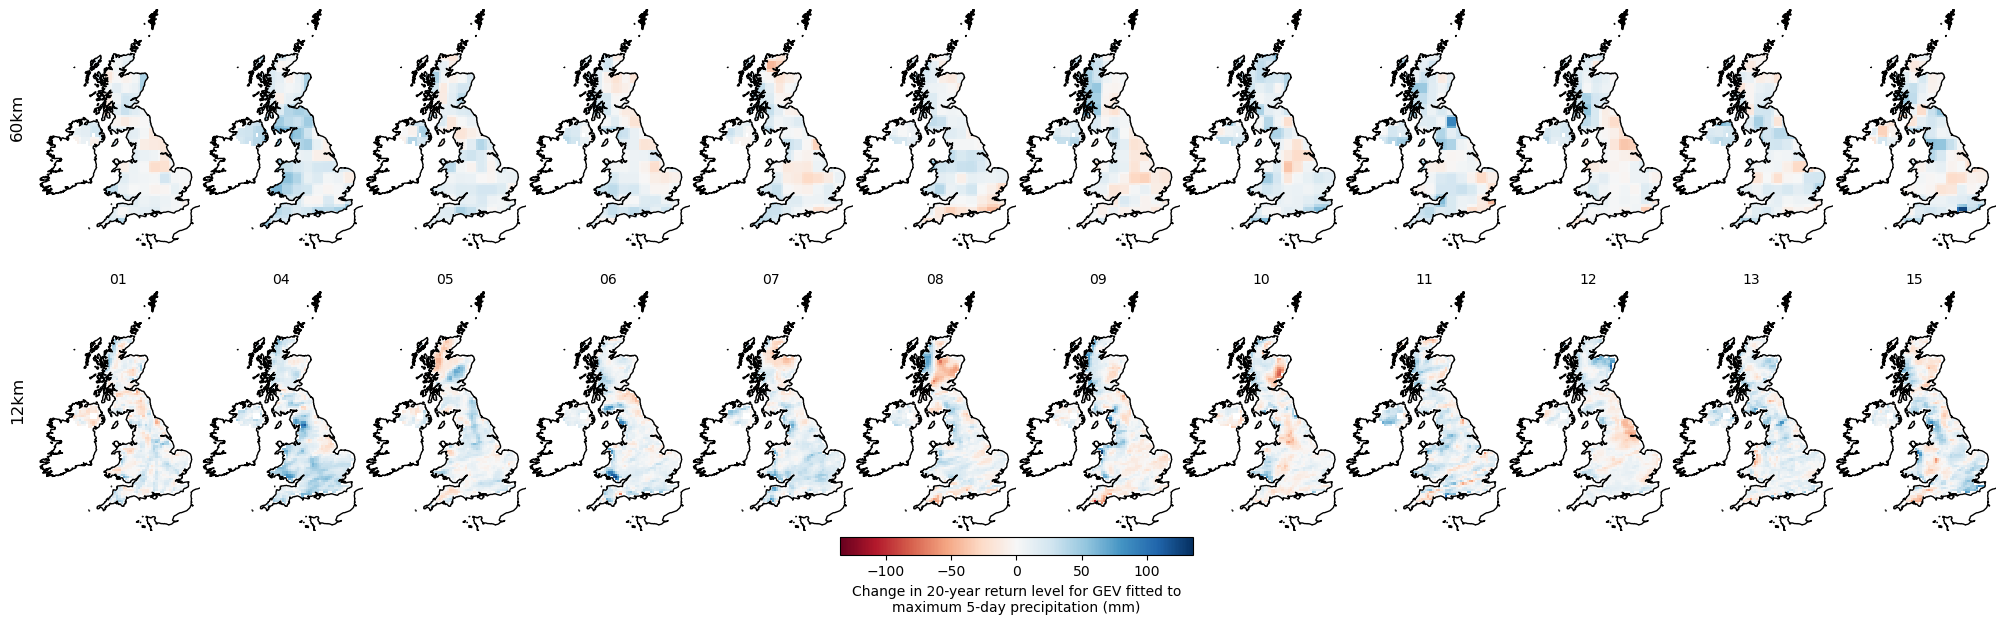 60km
01 04 05 06 07 08 09 10 11 12 13 15
12km
−100 −50 0 50 100
Change in 20-year return level for GEV fitted to
maximum 5-day precipitation (mm)